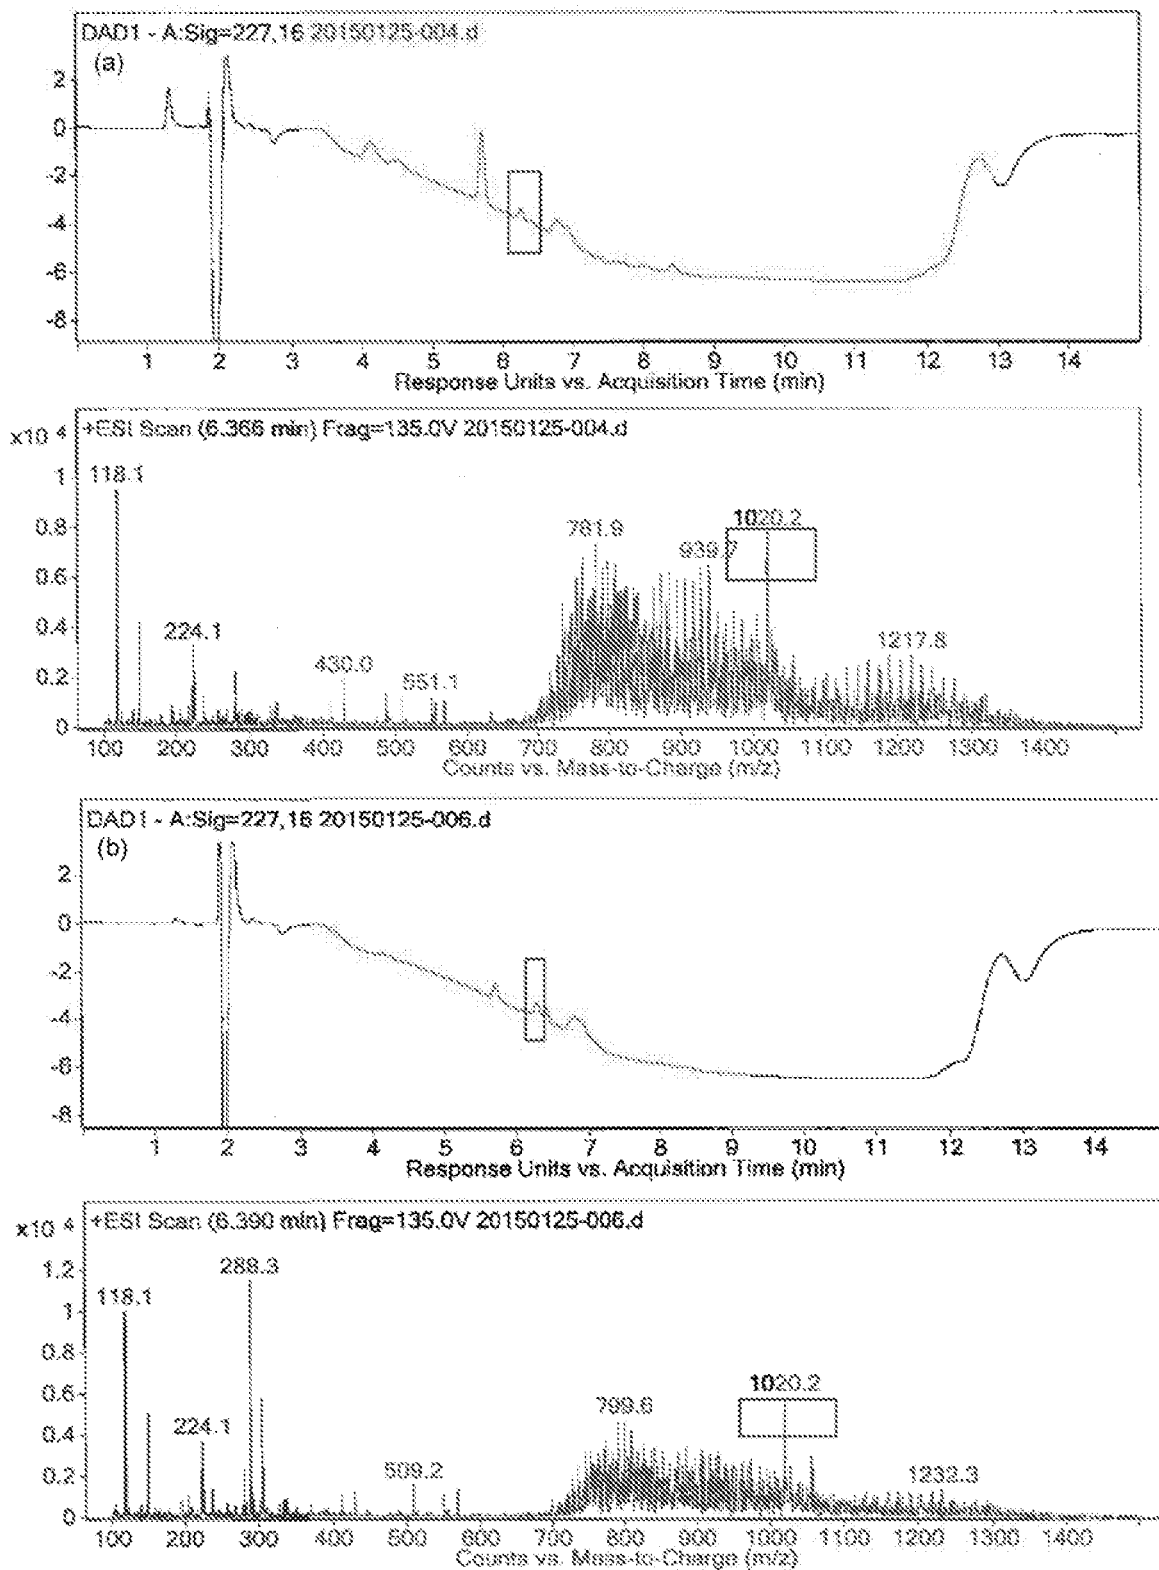 DAD1 - A:Sig=227,16 20150125-004.d
(a)
2
0
-2
-4
-6
-8
1 2 3 4 5 6 7 8 9 10 11 12 13 14
Response Units vs. Acquisition Time (min)
x10 4
+ESI Scan (6.366 min) Frag=135.0V 20150125-004.d
1
118.1
0.8
781.9
939.7
1020.2
0.6
0.4
224.1
430.0
551.1
1217.8
0.2
0
100 200 300 400 500 600 700 800 900 1000 1100 1200 1300 1400
Counts vs. Mass-to-Charge (m/z)
DAD1 - A:Sig=227,16 20150125-006.d
(b)
2
0
-2
-4
-6
-8
1 2 3 4 5 6 7 8 9 10 11 12 13 14
Response Units vs. Acquisition Time (min)
x10 4
+ESI Scan (6.390 min) Frag=135.0V 20150125-006.d
1.2
288.3
118.1
1
0.8
0.6
799.6
1020.2
0.4
224.1
509.2
1232.3
0.2
0
100 200 300 400 500 600 700 800 900 1000 1100 1200 1300 1400
Counts vs. Mass-to-Charge (m/z)